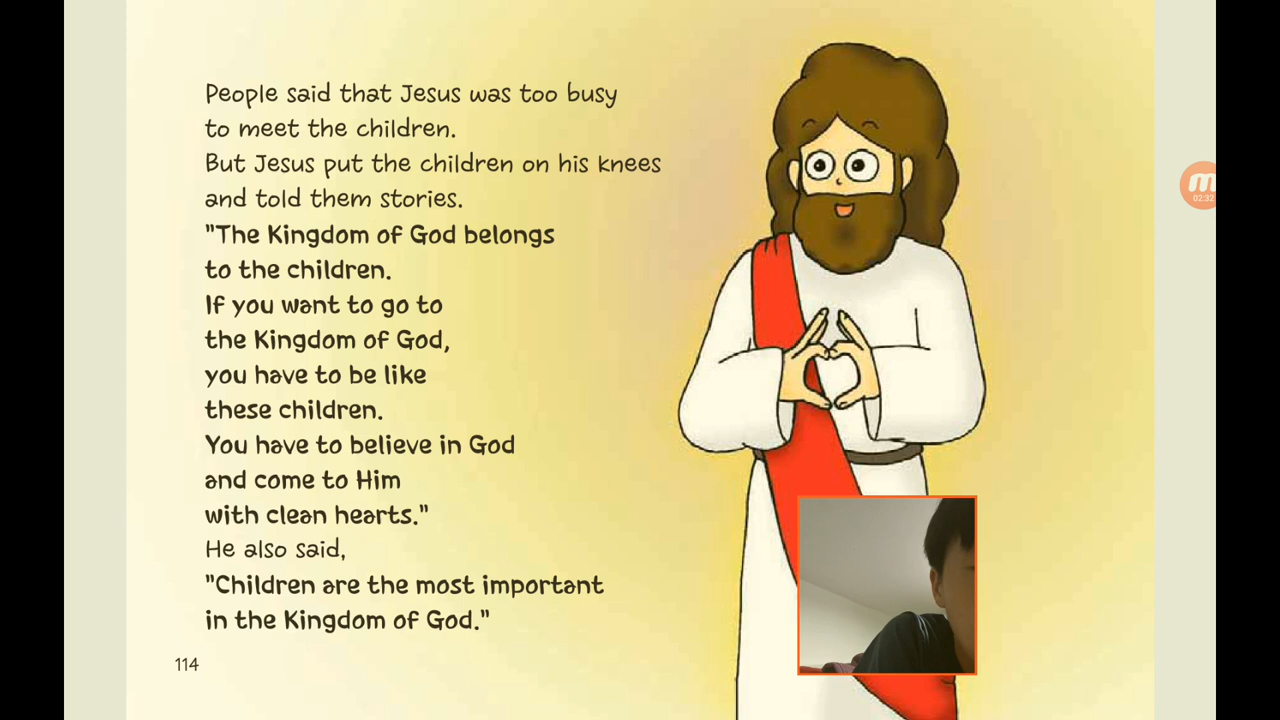 People said that Jesus was too busy
to meet the children.
But Jesus put the children on his knees
and told them stories.
"The Kingdom of God belongs
to the children.
If you want to go to
the Kingdom of God,
you have to be like
these children.
You have to believe in God
and come to Him
with clean hearts."
He also said,
"Children are the most important
in the Kingdom of God."
114
02:32